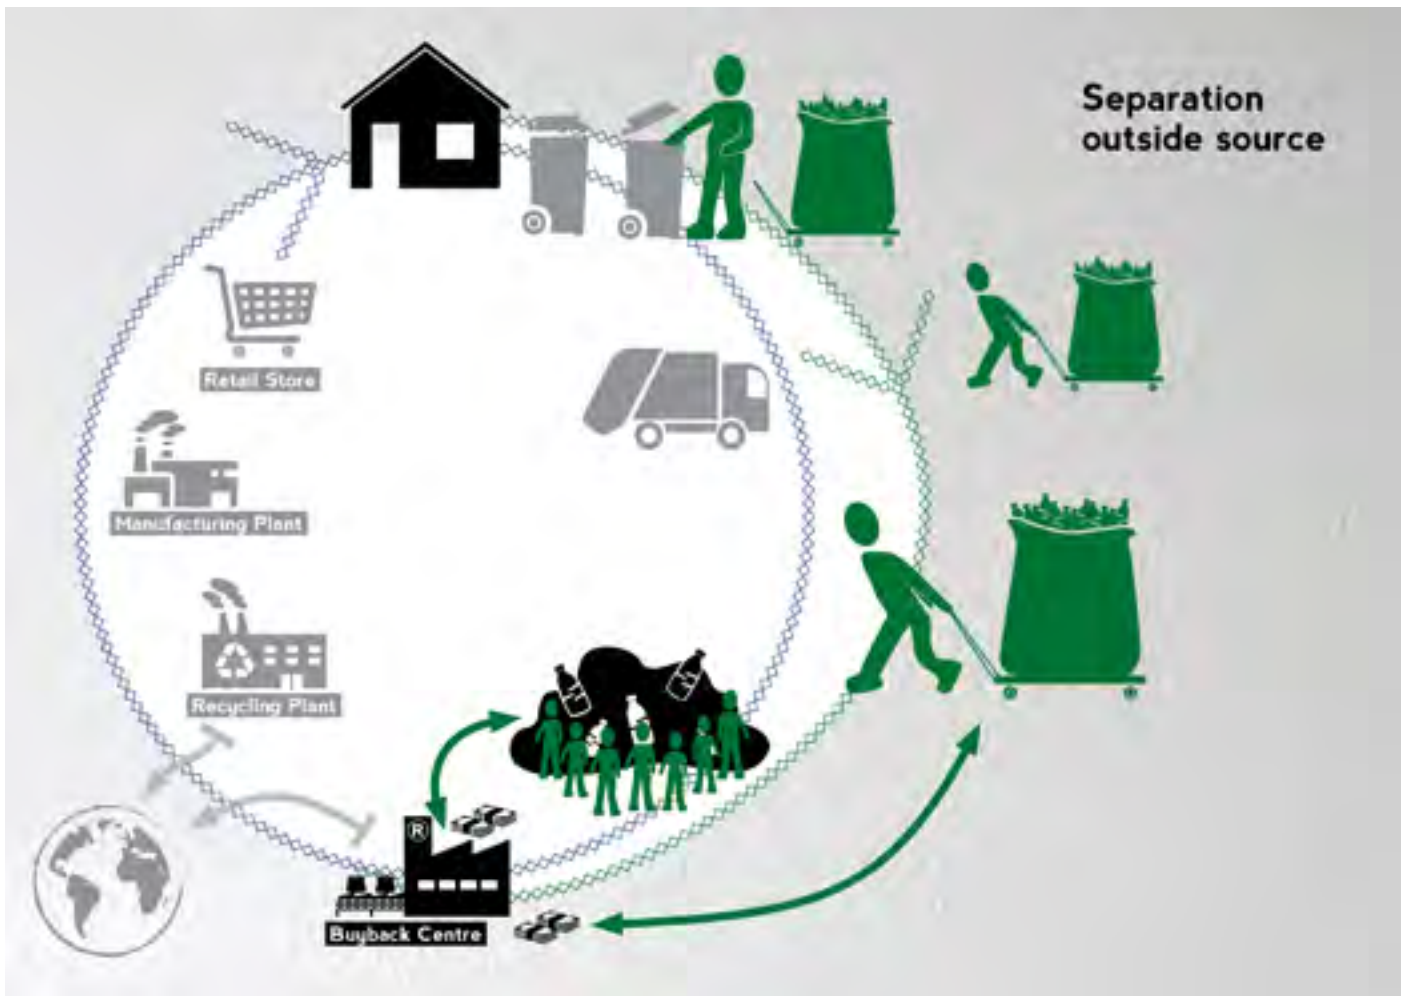 Separation
outside source
Retail Store
Manufacturing Plant
Recycling Plant
®
Buyback Centre